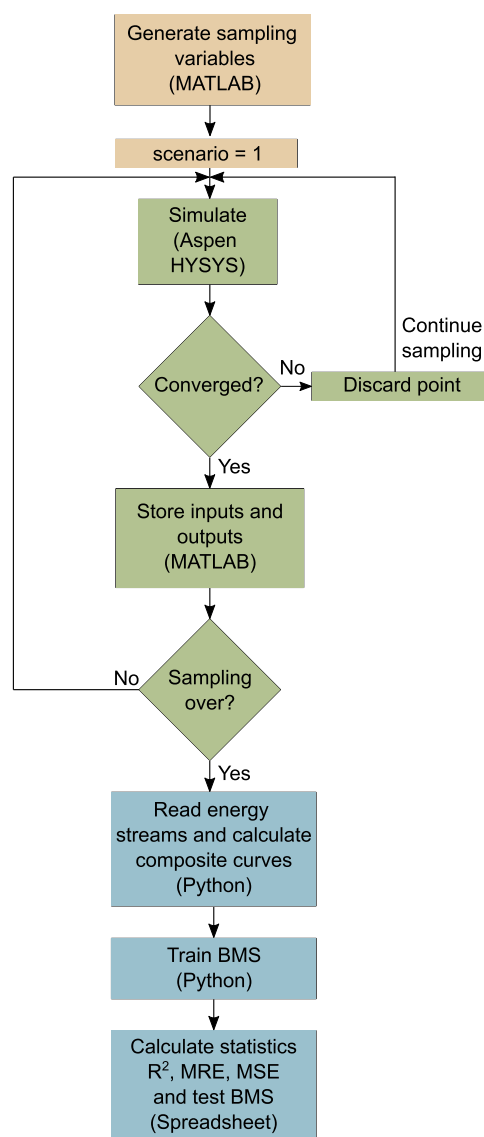 Generate sampling
variables
(MATLAB)
scenario = 1
Simulate
(Aspen
HYSYS)
Continue
sampling
Converged?
No
Discard point
Yes
Store inputs and
outputs
(MATLAB)
No
Sampling
over?
Yes
Read energy
streams and calculate
composite curves
(Python)
Train BMS
(Python)
Calculate statistics
R², MRE, MSE
and test BMS
(Spreadsheet)